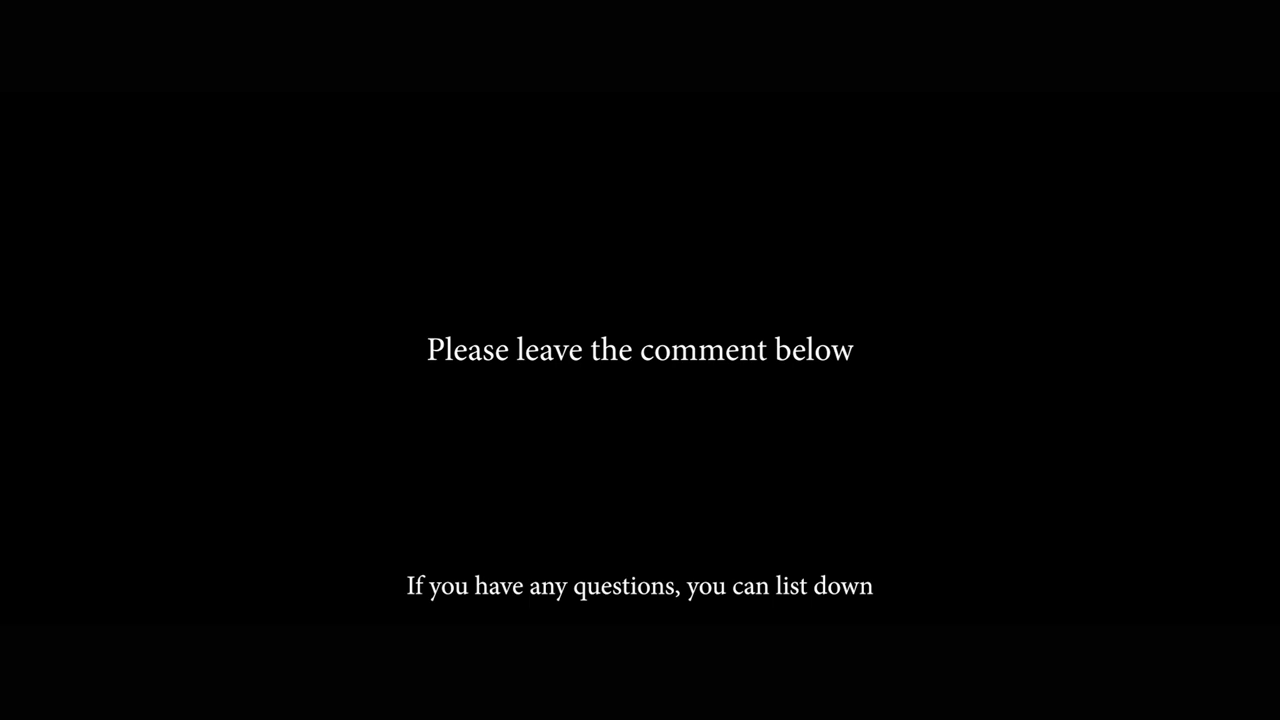 Please leave the comment below
If you have any questions, you can list down